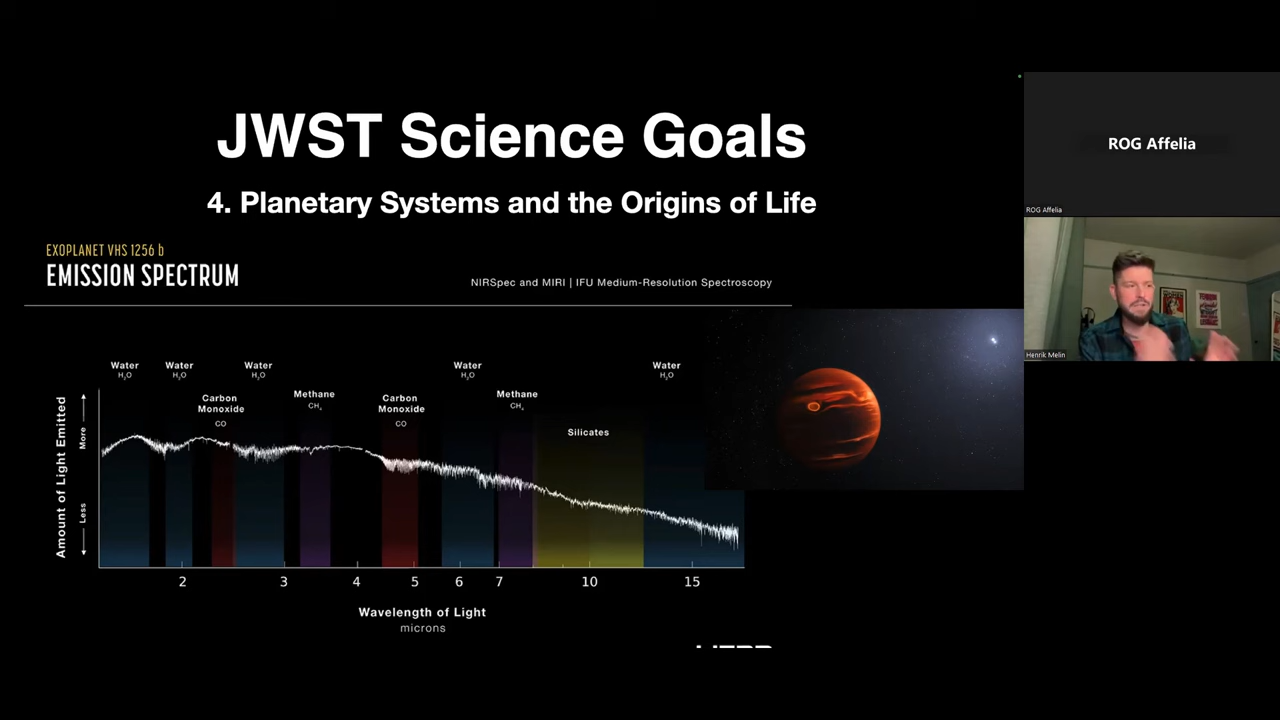 JWST Science Goals
4. Planetary Systems and the Origins of Life
EXOPLANET VHS 1256 b
EMISSION SPECTRUM
NIRSpec and MIRI | IFU Medium-Resolution Spectroscopy
Water
H₂O
Water
H₂O
Water
H₂O
Water
H₂O
Water
H₂O
Carbon
Monoxide
CO
Methane
CH₄
Carbon
Monoxide
CO
Methane
CH₄
Silicates
Amount of Light Emitted
More
Less
2 3 4 5 6 7 10 15
Wavelength of Light
microns
ROG Affelia
ROG Affelia
Henrik Melin